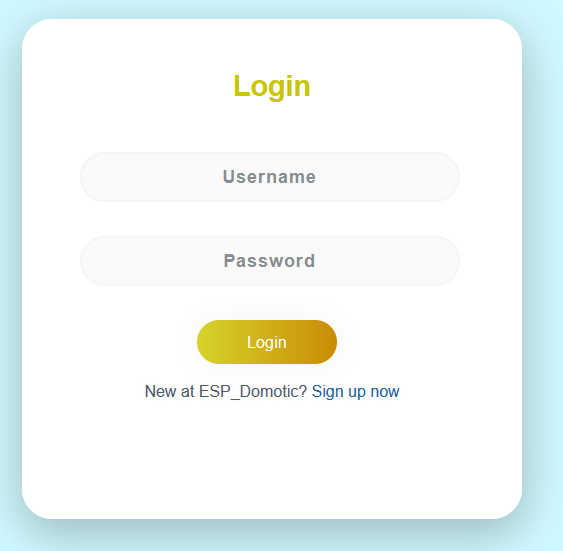 Login
Username
Password
Login
New at ESP_Domotic? Sign up now